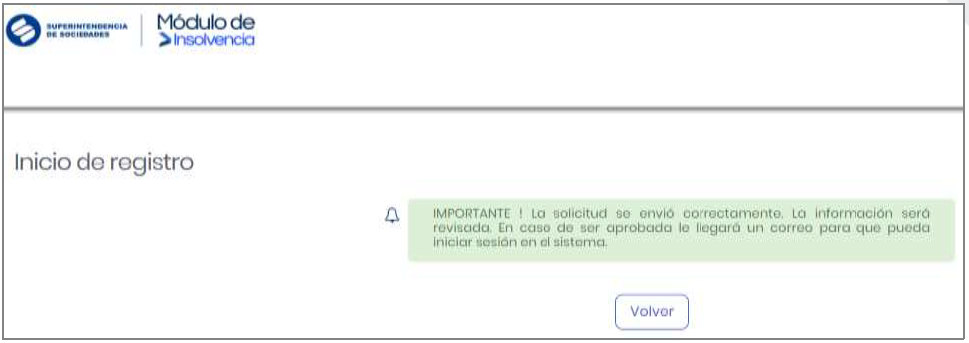 SUPERINTENDENCIA
DE SOCIEDADES
Módulo de
Insolvencia
Inicio de registro
IMPORTANTE ! La solicitud se envió correctamente. La información será
revisada. En caso de ser aprobada le llegará un correo para que pueda
iniciar sesión en el sistema.
Volver